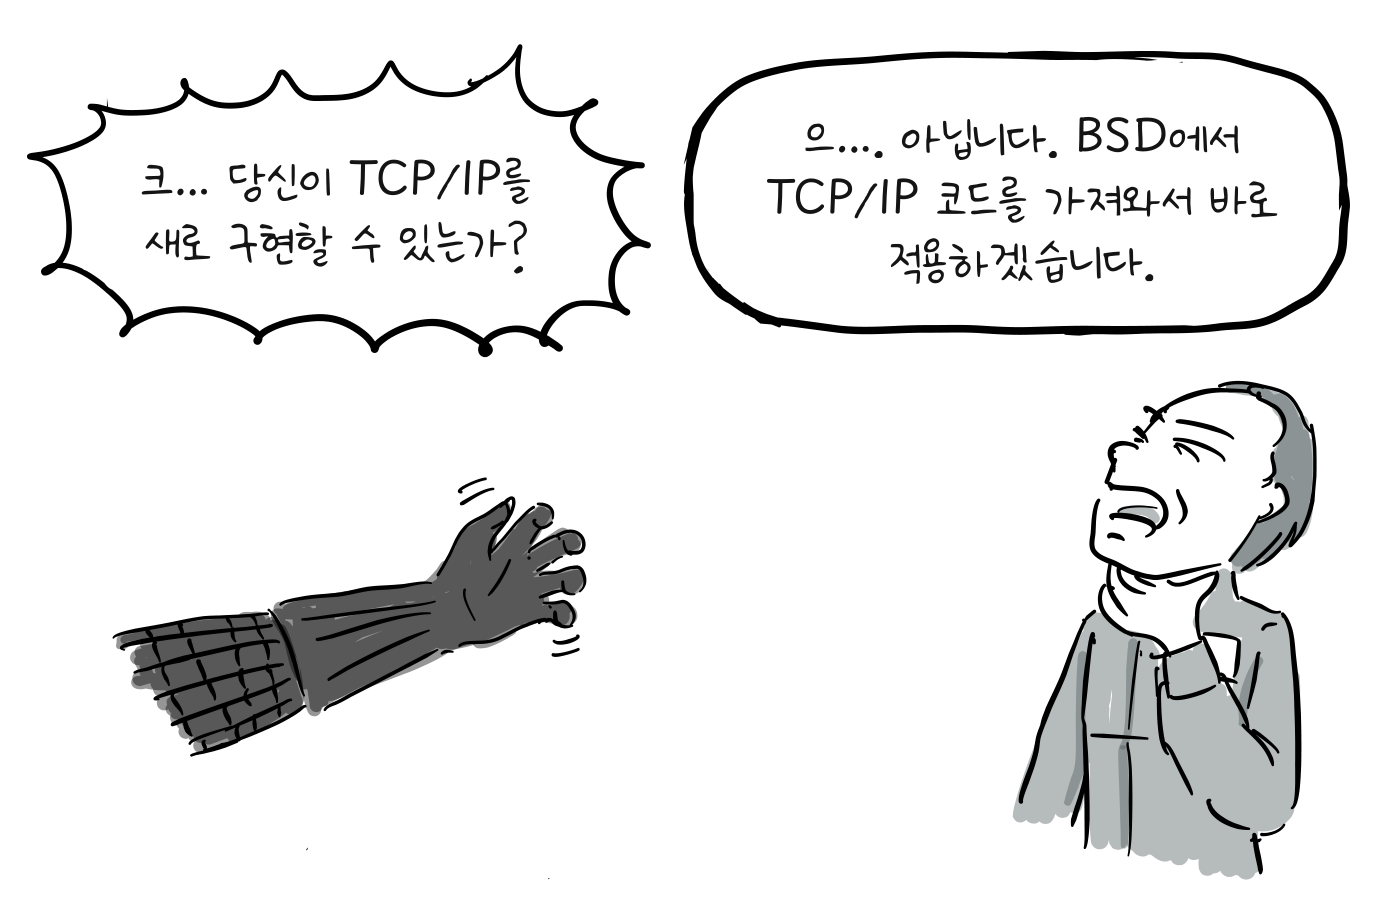 크... 당신이 TCP/IP를
새로 구현할 수 있는가?
으.... 아닙니다. BSD에서
TCP/IP 코드를 가져와서 바로
적용하겠습니다.